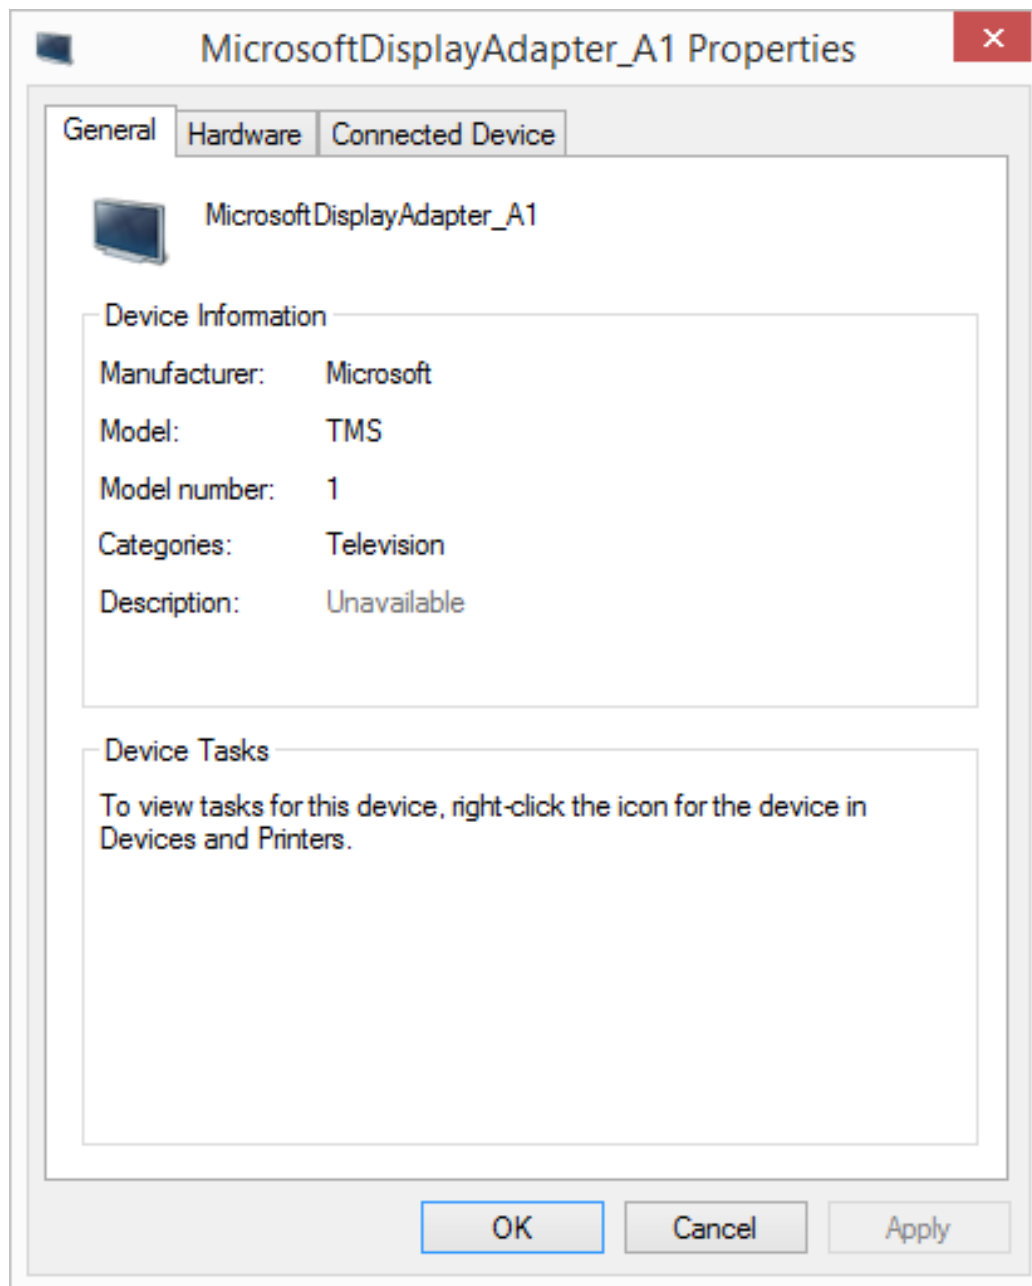 MicrosoftDisplayAdapter_A1 Properties
General Hardware Connected Device
MicrosoftDisplayAdapter_A1
Device Information
Manufacturer: Microsoft
Model: TMS
Model number: 1
Categories: Television
Description: Unavailable
Device Tasks
To view tasks for this device, right-click the icon for the device in
Devices and Printers.
OK Cancel Apply